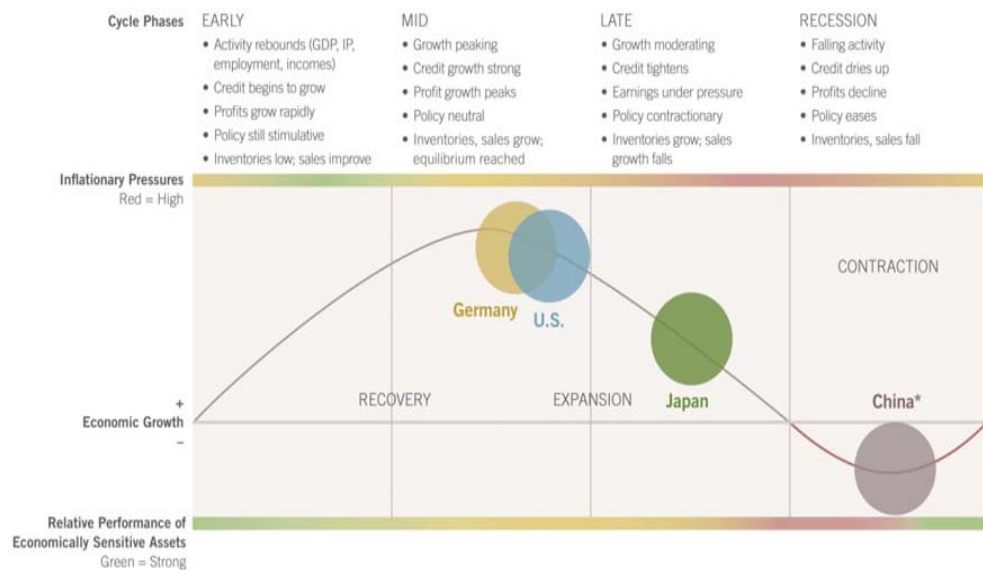 Cycle Phases
EARLY
• Activity rebounds (GDP, IP,
employment, incomes)
• Credit begins to grow
• Profits grow rapidly
• Policy still stimulative
• Inventories low; sales improve
MID
• Growth peaking
• Credit growth strong
• Profit growth peaks
• Policy neutral
• Inventories, sales grow;
equilibrium reached
LATE
• Growth moderating
• Credit tightens
• Earnings under pressure
• Policy contractionary
• Inventories grow; sales
growth falls
RECESSION
• Falling activity
• Credit dries up
• Profits decline
• Policy eases
• Inventories, sales fall
Inflationary Pressures
Red = High
CONTRACTION
Germany
U.S.
RECOVERY
EXPANSION
Japan
China*
+
Economic Growth
–
Relative Performance of
Economically Sensitive Assets
Green = Strong